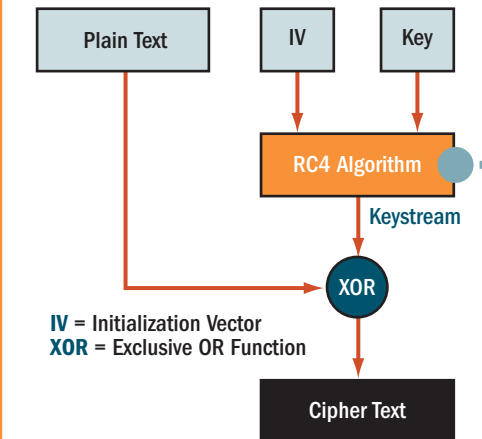 Plain Text
IV
Key
RC4 Algorithm
Keystream
XOR
IV = Initialization Vector
XOR = Exclusive OR Function
Cipher Text